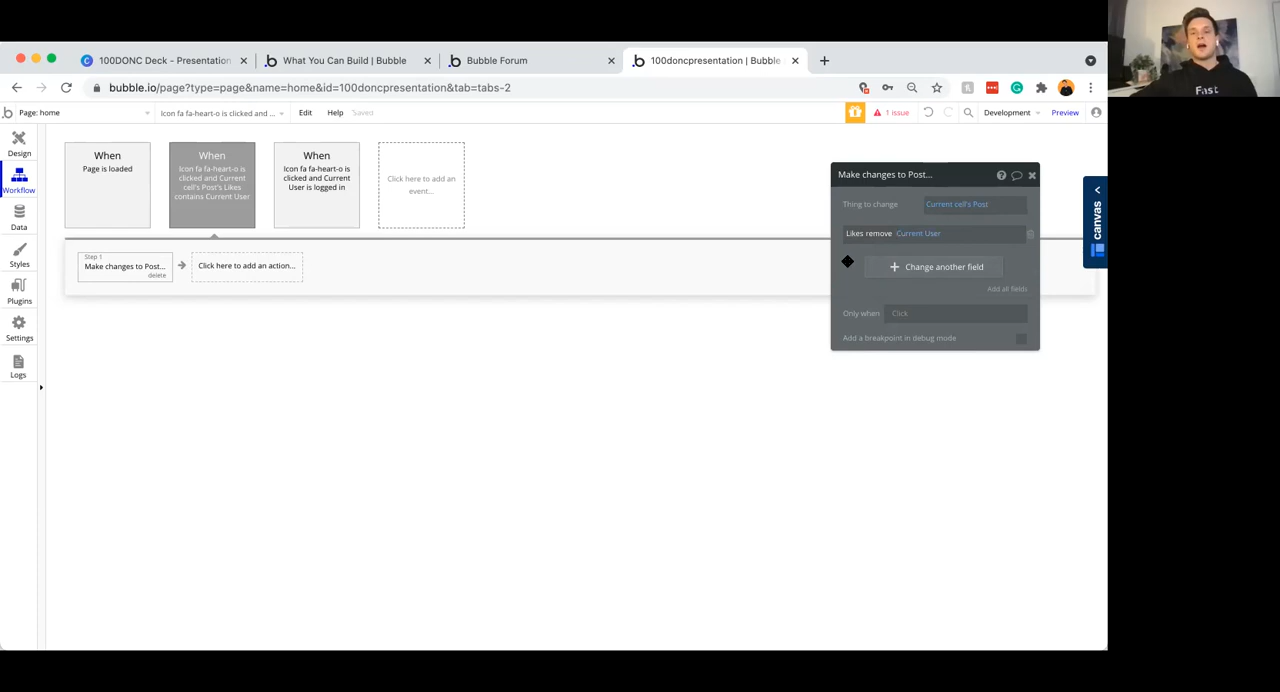 100DONC Deck - Presentation
What You Can Build | Bubble
Bubble Forum
100doncpresentation | Bubble
bubble.io/page?type=page&name=home&id=100doncpresentation&tab=tabs-2
Page: home
Icon fa fa-heart-o is clicked and ...
Edit
Help
Saved
1 issue
Development
Preview
Design
Workflow
Data
Styles
Plugins
Settings
Logs
When
Page is loaded
When
Icon fa fa-heart-o is
clicked and Current
cell's Post's Likes
contains Current User
When
Icon fa fa-heart-o is
clicked and Current
User is logged in
Click here to add an
event...
Step 1
Make changes to Post...
delete
Click here to add an action...
Make changes to Post...
Thing to change
Current cell's Post
Likes remove Current User
Change another field
Add all fields
Only when
Click
Add a breakpoint in debug mode
canvas
Fast